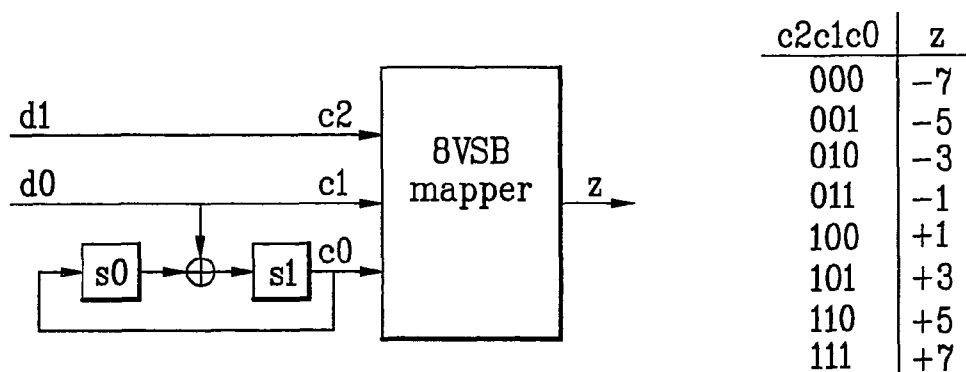 d1 c2
d0 c1
s0 s1 c0
8VSB
mapper
z
c2c1c0 z
000 -7
001 -5
010 -3
011 -1
100 +1
101 +3
110 +5
111 +7